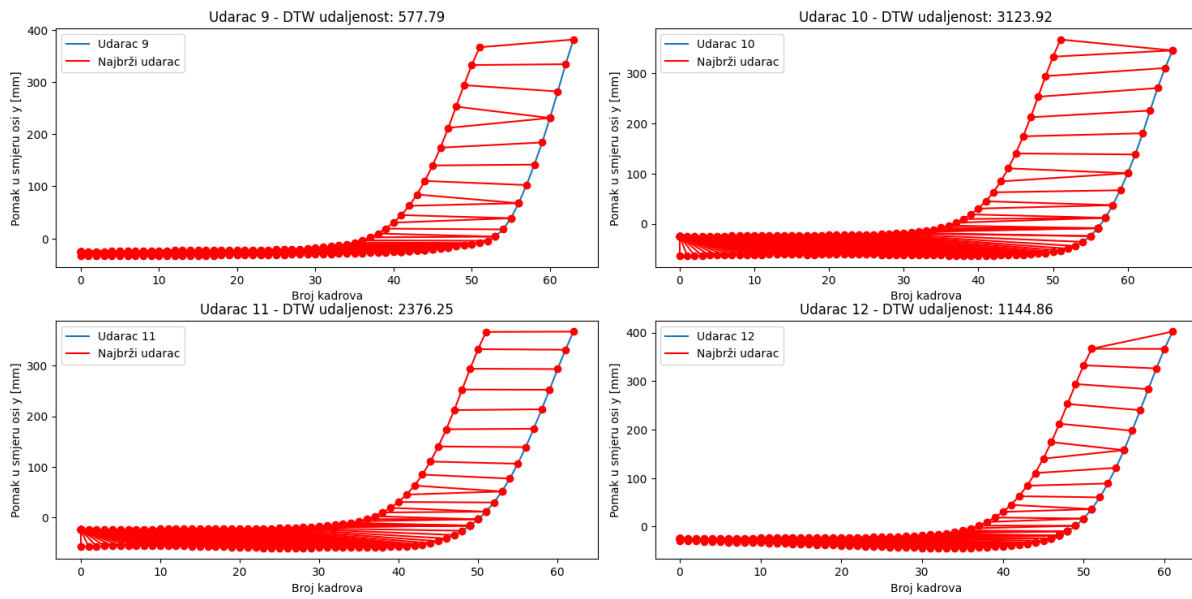 Udarac 9 - DTW udaljenost: 577.79
Udarac 9
Najbrži udarac
Pomak u smjeru osi y [mm]
400
300
200
100
0
0 10 20 30 40 50 60
Broj kadrova
Udarac 10 - DTW udaljenost: 3123.92
Udarac 10
Najbrži udarac
Pomak u smjeru osi y [mm]
300
200
100
0
0 10 20 30 40 50 60
Broj kadrova
Udarac 11 - DTW udaljenost: 2376.25
Udarac 11
Najbrži udarac
Pomak u smjeru osi y [mm]
300
200
100
0
0 10 20 30 40 50 60
Broj kadrova
Udarac 12 - DTW udaljenost: 1144.86
Udarac 12
Najbrži udarac
Pomak u smjeru osi y [mm]
400
300
200
100
0
0 10 20 30 40 50 60
Broj kadrova